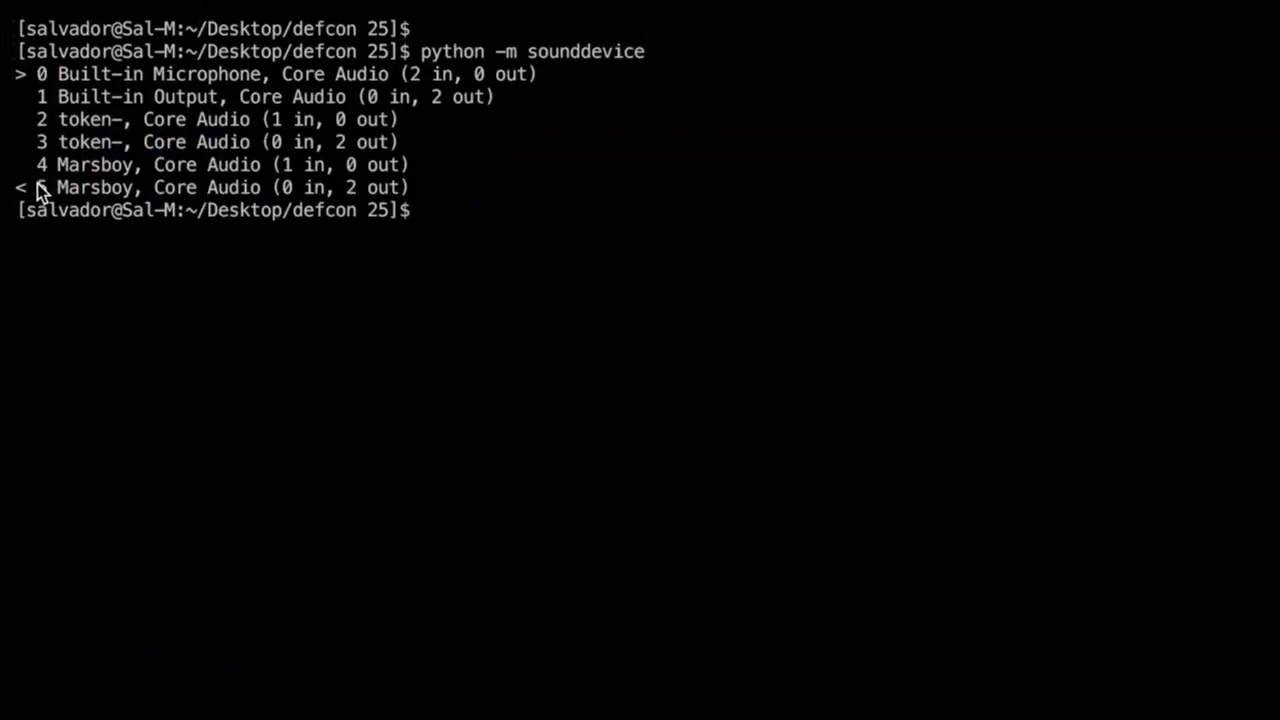 [salvador@Sal-M:~/Desktop/defcon 25]$
[salvador@Sal-M:~/Desktop/defcon 25]$ python -m sounddevice
> 0 Built-in Microphone, Core Audio (2 in, 0 out)
1 Built-in Output, Core Audio (0 in, 2 out)
2 token-, Core Audio (1 in, 0 out)
3 token-, Core Audio (0 in, 2 out)
4 Marsboy, Core Audio (1 in, 0 out)
< 5 Marsboy, Core Audio (0 in, 2 out)
[salvador@Sal-M:~/Desktop/defcon 25]$